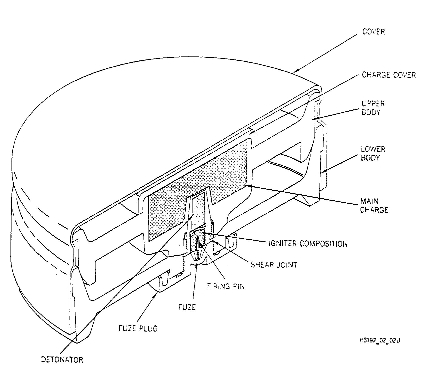 COVER
CHARGE COVER
UPPER
BODY
LOWER
BODY
MAIN
CHARGE
IGNITER COMPOSITION
SHEAR JOINT
FIRING PIN
FUZE
FUZE PLUG
DETONATOR